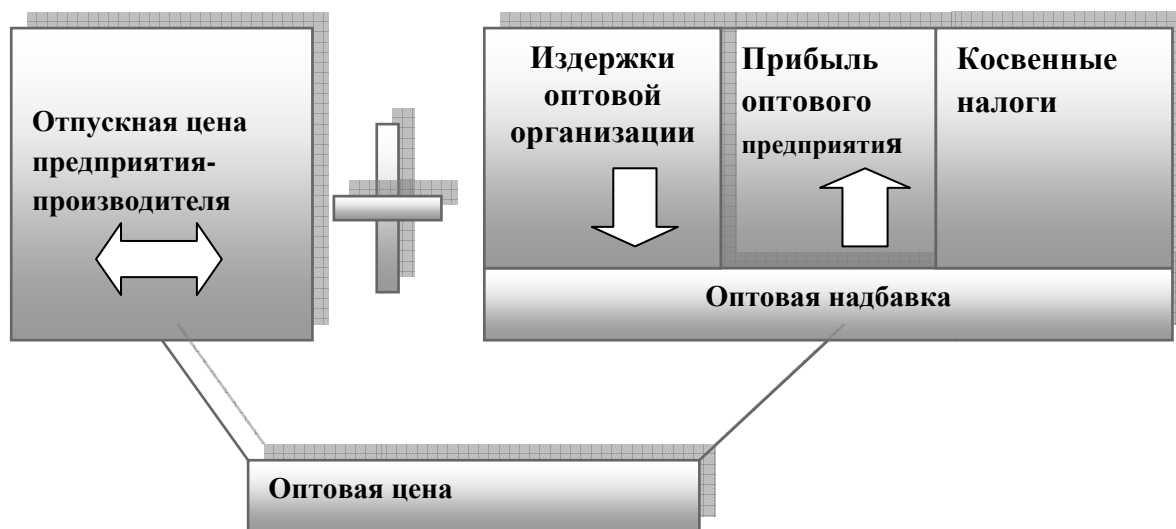 Отпускная цена
предприятия-
производителя
Издержки
оптовой
организации
Прибыль
оптового
предприятия
Косвенные
налоги
Оптовая надбавка
Оптовая цена